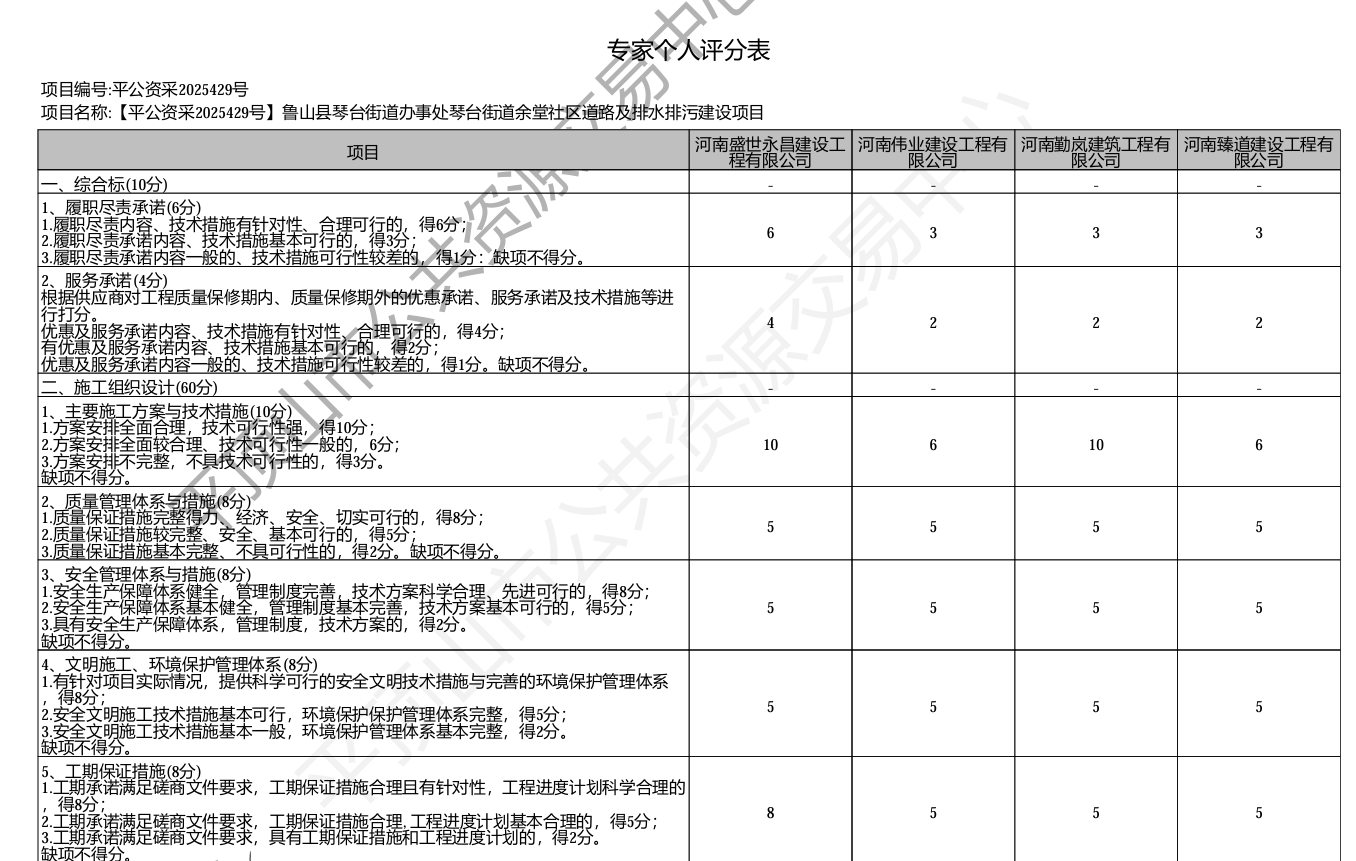 专家个人评分表
项目编号:平公资采2025429号
项目名称:【平公资采2025429号】鲁山县琴台街道办事处琴台街道余堂社区道路及排水排污建设项目
项目
河南盛世永昌建设工
程有限公司
河南伟业建设工程有
限公司
河南勤岚建筑工程有
限公司
河南臻道建设工程有
限公司
一、综合标(10分)
-
-
-
-
1、履职尽责承诺(6分)
1.履职尽责内容、技术措施有针对性、合理可行的，得6分；
2.履职尽责承诺内容、技术措施基本可行的，得3分；
3.履职尽责承诺内容一般的、技术措施可行性较差的，得1分：缺项不得分。
6
3
3
3
2、服务承诺(4分)
根据供应商对工程质量保修期内、质量保修期外的优惠承诺、服务承诺及技术措施等进
行打分。
优惠及服务承诺内容、技术措施有针对性、合理可行的，得4分；
有优惠及服务承诺内容、技术措施基本可行的，得2分；
优惠及服务承诺内容一般的、技术措施可行性较差的，得1分。缺项不得分。
4
2
2
2
二、施工组织设计(60分)
-
-
-
-
1、主要施工方案与技术措施(10分)
1.方案安排全面合理，技术可行性强，得10分；
2.方案安排全面较合理、技术可行性一般的，6分；
3.方案安排不完整，不具技术可行性的，得3分。
缺项不得分。
10
6
10
6
2、质量管理体系与措施(8分)
1.质量保证措施完整得力、经济、安全、切实可行的，得8分；
2.质量保证措施较完整、安全、基本可行的，得5分；
3.质量保证措施基本完整、不具可行性的，得2分。缺项不得分。
5
5
5
5
3、安全管理体系与措施(8分)
1.安全生产保障体系健全，管理制度完善，技术方案科学合理、先进可行的，得8分；
2.安全生产保障体系基本健全，管理制度基本完善，技术方案基本可行的，得5分；
3.具有安全生产保障体系，管理制度，技术方案的，得2分。
缺项不得分。
5
5
5
5
4、文明施工、环境保护管理体系(8分)
1.有针对项目实际情况，提供科学可行的安全文明技术措施与完善的环境保护管理体系
，得8分；
2.安全文明施工技术措施基本可行，环境保护保护管理体系完整，得5分；
3.安全文明施工技术措施基本一般，环境保护管理体系基本完整，得2分。
缺项不得分。
5
5
5
5
5、工期保证措施(8分)
1.工期承诺满足磋商文件要求，工期保证措施合理且有针对性，工程进度计划科学合理的
，得8分；
2.工期承诺满足磋商文件要求，工期保证措施合理,工程进度计划基本合理的，得5分；
3.工期承诺满足磋商文件要求，具有工期保证措施和工程进度计划的，得2分。
缺项不得分。
8
5
5
5
平顶山市公共资源交易中心
平顶山市公共资源交易中心